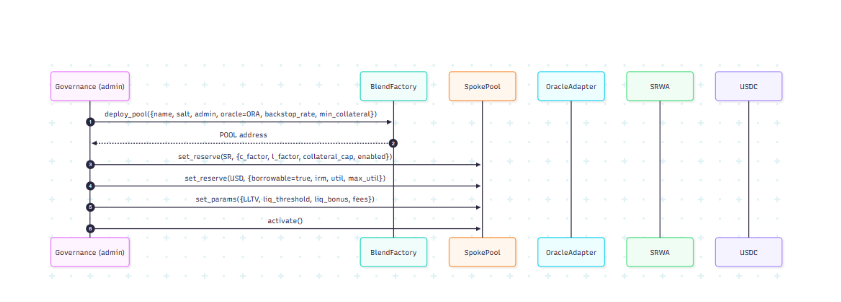 Governance (admin)
BlendFactory
SpokePool
OracleAdapter
SRWA
USDC
deploy_pool({name, salt, admin, oracle=ORA, backstop_rate, min_collateral})
1
POOL address
2
set_reserve(SR, {c_factor, l_factor, collateral_cap, enabled})
3
set_reserve(USD, {borrowable=true, irm, util, max_util})
4
set_params({LLTV, liq_threshold, liq_bonus, fees})
5
activate()
6
Governance (admin)
BlendFactory
SpokePool
OracleAdapter
SRWA
USDC